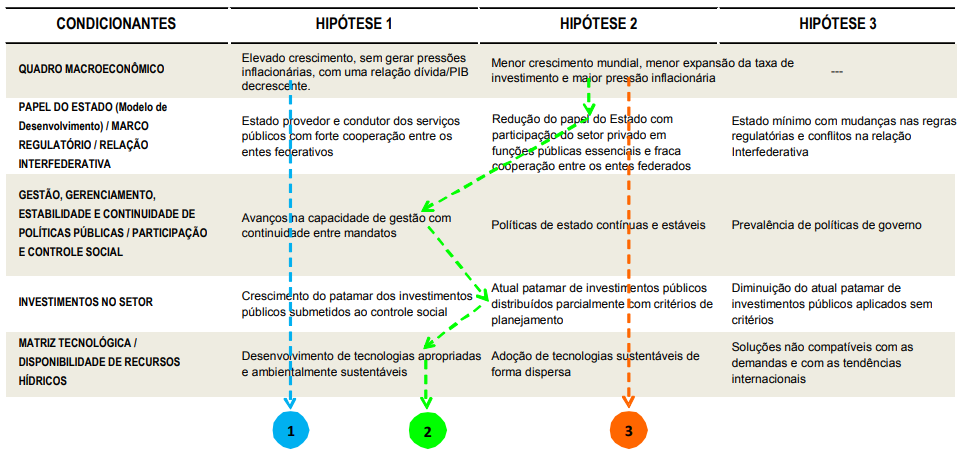 CONDICIONANTES
HIPÓTESE 1
HIPÓTESE 2
HIPÓTESE 3
QUADRO MACROECONÔMICO
Elevado crescimento, sem gerar pressões
inflacionárias, com uma relação dívida/PIB
decrescente.
Menor crescimento mundial, menor expansão da taxa de
investimento e maior pressão inflacionária
---
PAPEL DO ESTADO (Modelo de
Desenvolvimento) / MARCO
REGULATÓRIO / RELAÇÃO
INTERFEDERATIVA
Estado provedor e condutor dos serviços
públicos com forte cooperação entre os
entes federativos
Redução do papel do Estado com
participação do setor privado em
funções públicas essenciais e fraca
cooperação entre os entes federados
Estado mínimo com mudanças nas regras
regulatórias e conflitos na relação
Interfederativa
GESTÃO, GERENCIAMENTO,
ESTABILIDADE E CONTINUIDADE DE
POLÍTICAS PÚBLICAS / PARTICIPAÇÃO
E CONTROLE SOCIAL
Avanços na capacidade de gestão com
continuidade entre mandatos
Políticas de estado contínuas e estáveis
Prevalência de políticas de governo
INVESTIMENTOS NO SETOR
Crescimento do patamar dos investimentos
públicos submetidos ao controle social
Atual patamar de investimentos públicos
distribuídos parcialmente com critérios de
planejamento
Diminuição do atual patamar de
investimentos públicos aplicados sem
critérios
MATRIZ TECNOLÓGICA /
DISPONIBILIDADE DE RECURSOS
HÍDRICOS
Desenvolvimento de tecnologias apropriadas
e ambientalmente sustentáveis
Adoção de tecnologias sustentáveis de
forma dispersa
Soluções não compatíveis com as
demandas e com as tendências
internacionais
1
2
3